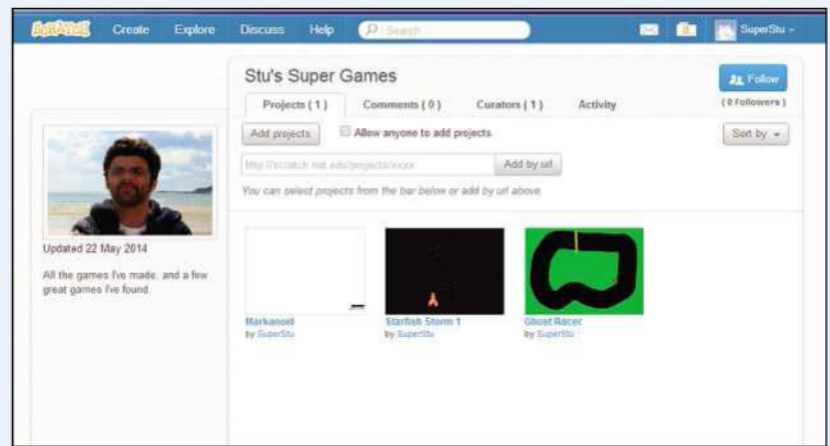 SCRATCH Create Explore Discuss Help Search SuperStu
Stu's Super Games
Follow
Projects ( 1 ) Comments ( 0 ) Curators ( 1 ) Activity
( 0 Followers )
Add projects Allow anyone to add projects
Sort by
http://scratch.mit.edu/projects/xxxx Add by url
You can select projects from the bar below or add by url above
Updated 22 May 2014
All the games I've made, and a few
great games I've found.
Markanoid
by SuperStu
Starfish Storm 1
by SuperStu
Ghost Racer
by SuperStu